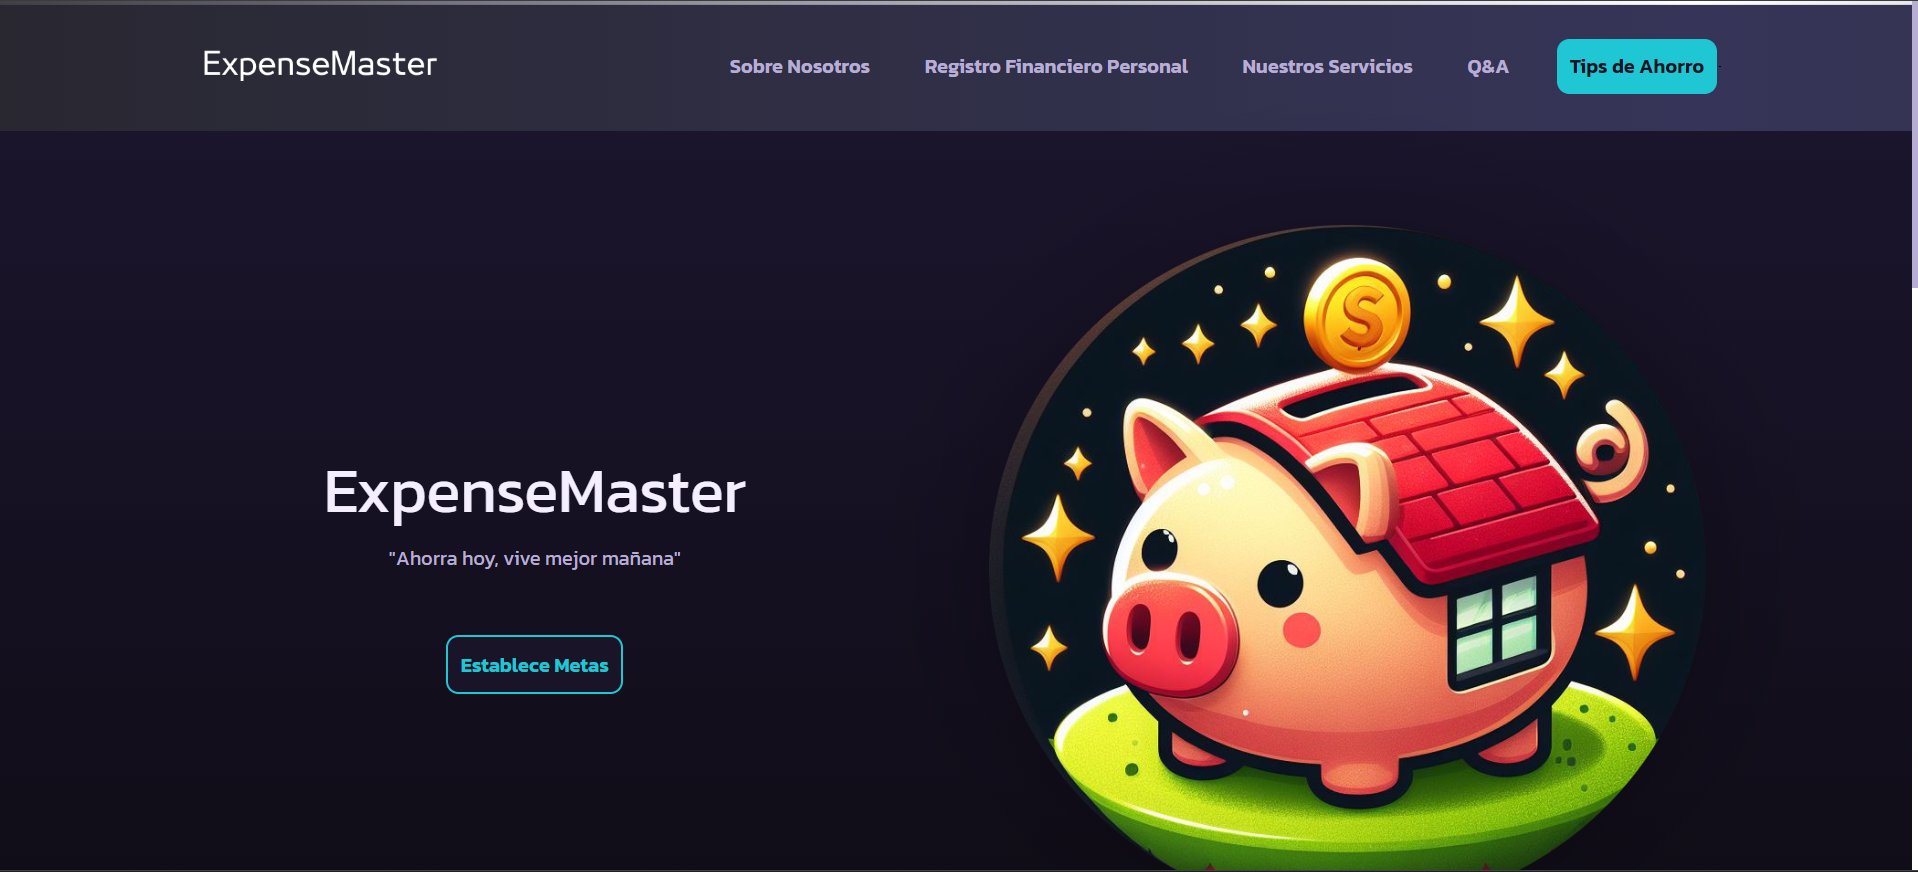 ExpenseMaster
Sobre Nosotros
Registro Financiero Personal
Nuestros Servicios
Q&A
Tips de Ahorro
ExpenseMaster
"Ahorra hoy, vive mejor mañana"
Establece Metas
$